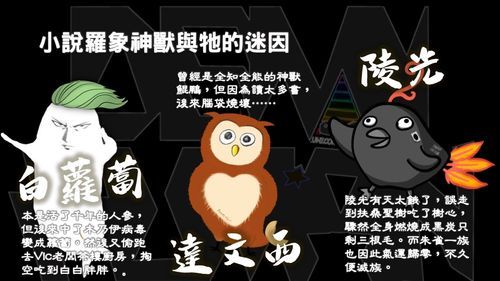 小說羅象神獸與牠的迷因
白蘿蔔
本是活了千年的人參，
但後來中了木乃伊病毒
變成蘿蔔。然後又偷跑
去Vic老闆茶樓廚房，掏
空吃到白白胖胖。
曾經是全知全能的神獸
鯤鵬，但因為讀太多書，
後來腦袋燒壞……
達文西
陵光
陵光有天太餓了，誤走
到扶桑聖樹吃了樹心，
驟然全身燃燒成黑炭只
剩三根毛。而朱雀一族
也因此氣運歸零，不久
便滅族。